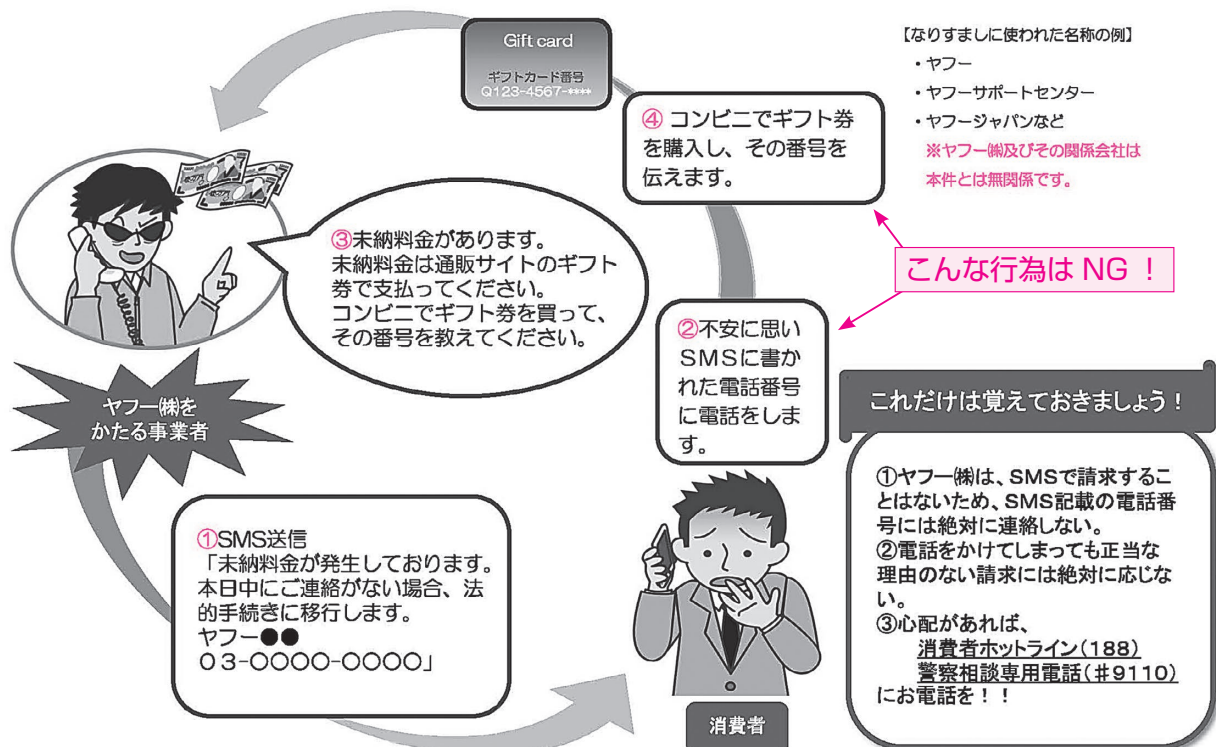 Gift card
ギフトカード番号
Q123-4567-****
【なりすましに使われた名称の例】
・ヤフー
・ヤフーサポートセンター
・ヤフージャパンなど
※ヤフー㈱及びその関係会社は
本件とは無関係です。
④ コンビニでギフト券
を購入し、その番号を
伝えます。
こんな行為は NG ！
③未納料金があります。
未納料金は通販サイトのギフト
券で支払ってください。
コンビニでギフト券を買って、
その番号を教えてください。
②不安に思い
SMSに書か
れた電話番号
に電話をしま
す。
ヤフー㈱を
かたる事業者
①SMS送信
「未納料金が発生しております。
本日中にご連絡がない場合、法
的手続きに移行します。
ヤフー●●
０３-○○○○-○○○○」
消費者
これだけは覚えておきましょう！
①ヤフー㈱は、SMSで請求するこ
とはないため、SMS記載の電話番
号には絶対に連絡しない。
②電話をかけてしまっても正当な
理由のない請求には絶対に応じな
い。
③心配があれば、
消費者ホットライン（188）
警察相談専用電話（＃9110）
にお電話を！！